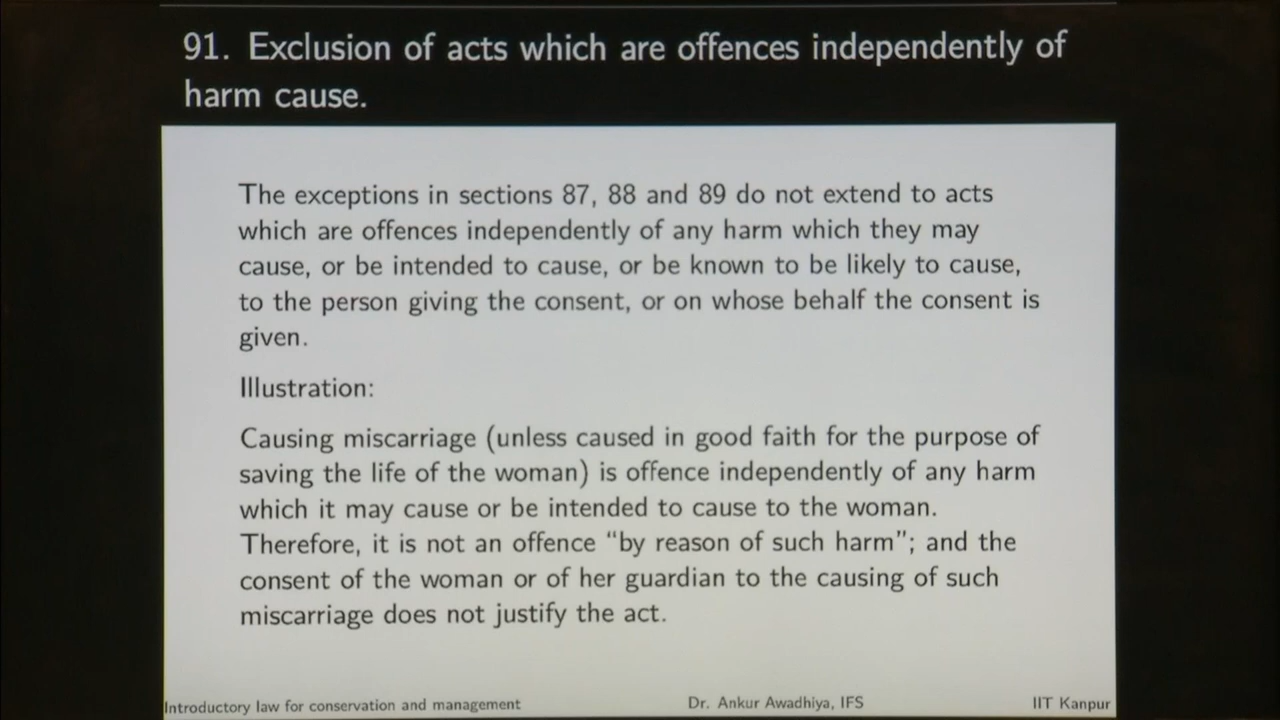 91. Exclusion of acts which are offences independently of
harm cause.
The exceptions in sections 87, 88 and 89 do not extend to acts
which are offences independently of any harm which they may
cause, or be intended to cause, or be known to be likely to cause,
to the person giving the consent, or on whose behalf the consent is
given.
Illustration:
Causing miscarriage (unless caused in good faith for the purpose of
saving the life of the woman) is offence independently of any harm
which it may cause or be intended to cause to the woman.
Therefore, it is not an offence “by reason of such harm”; and the
consent of the woman or of her guardian to the causing of such
miscarriage does not justify the act.
Introductory law for conservation and management Dr. Ankur Awadhiya, IFS IIT Kanpur